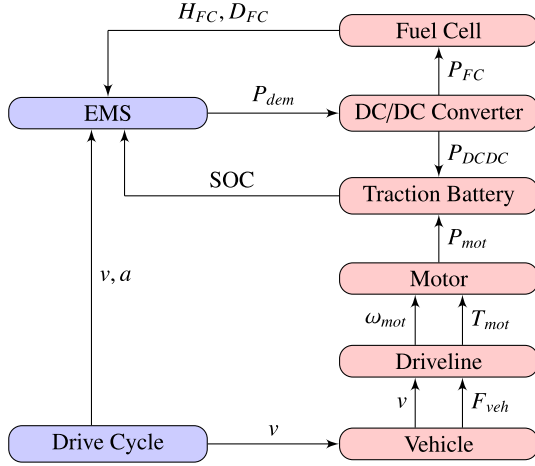 H_FC, D_FC
Fuel Cell
P_FC
EMS
P_dem
DC/DC Converter
P_DCDC
SOC
Traction Battery
P_mot
v, a
Motor
ω_mot
T_mot
Driveline
v
F_veh
Drive Cycle
v
Vehicle